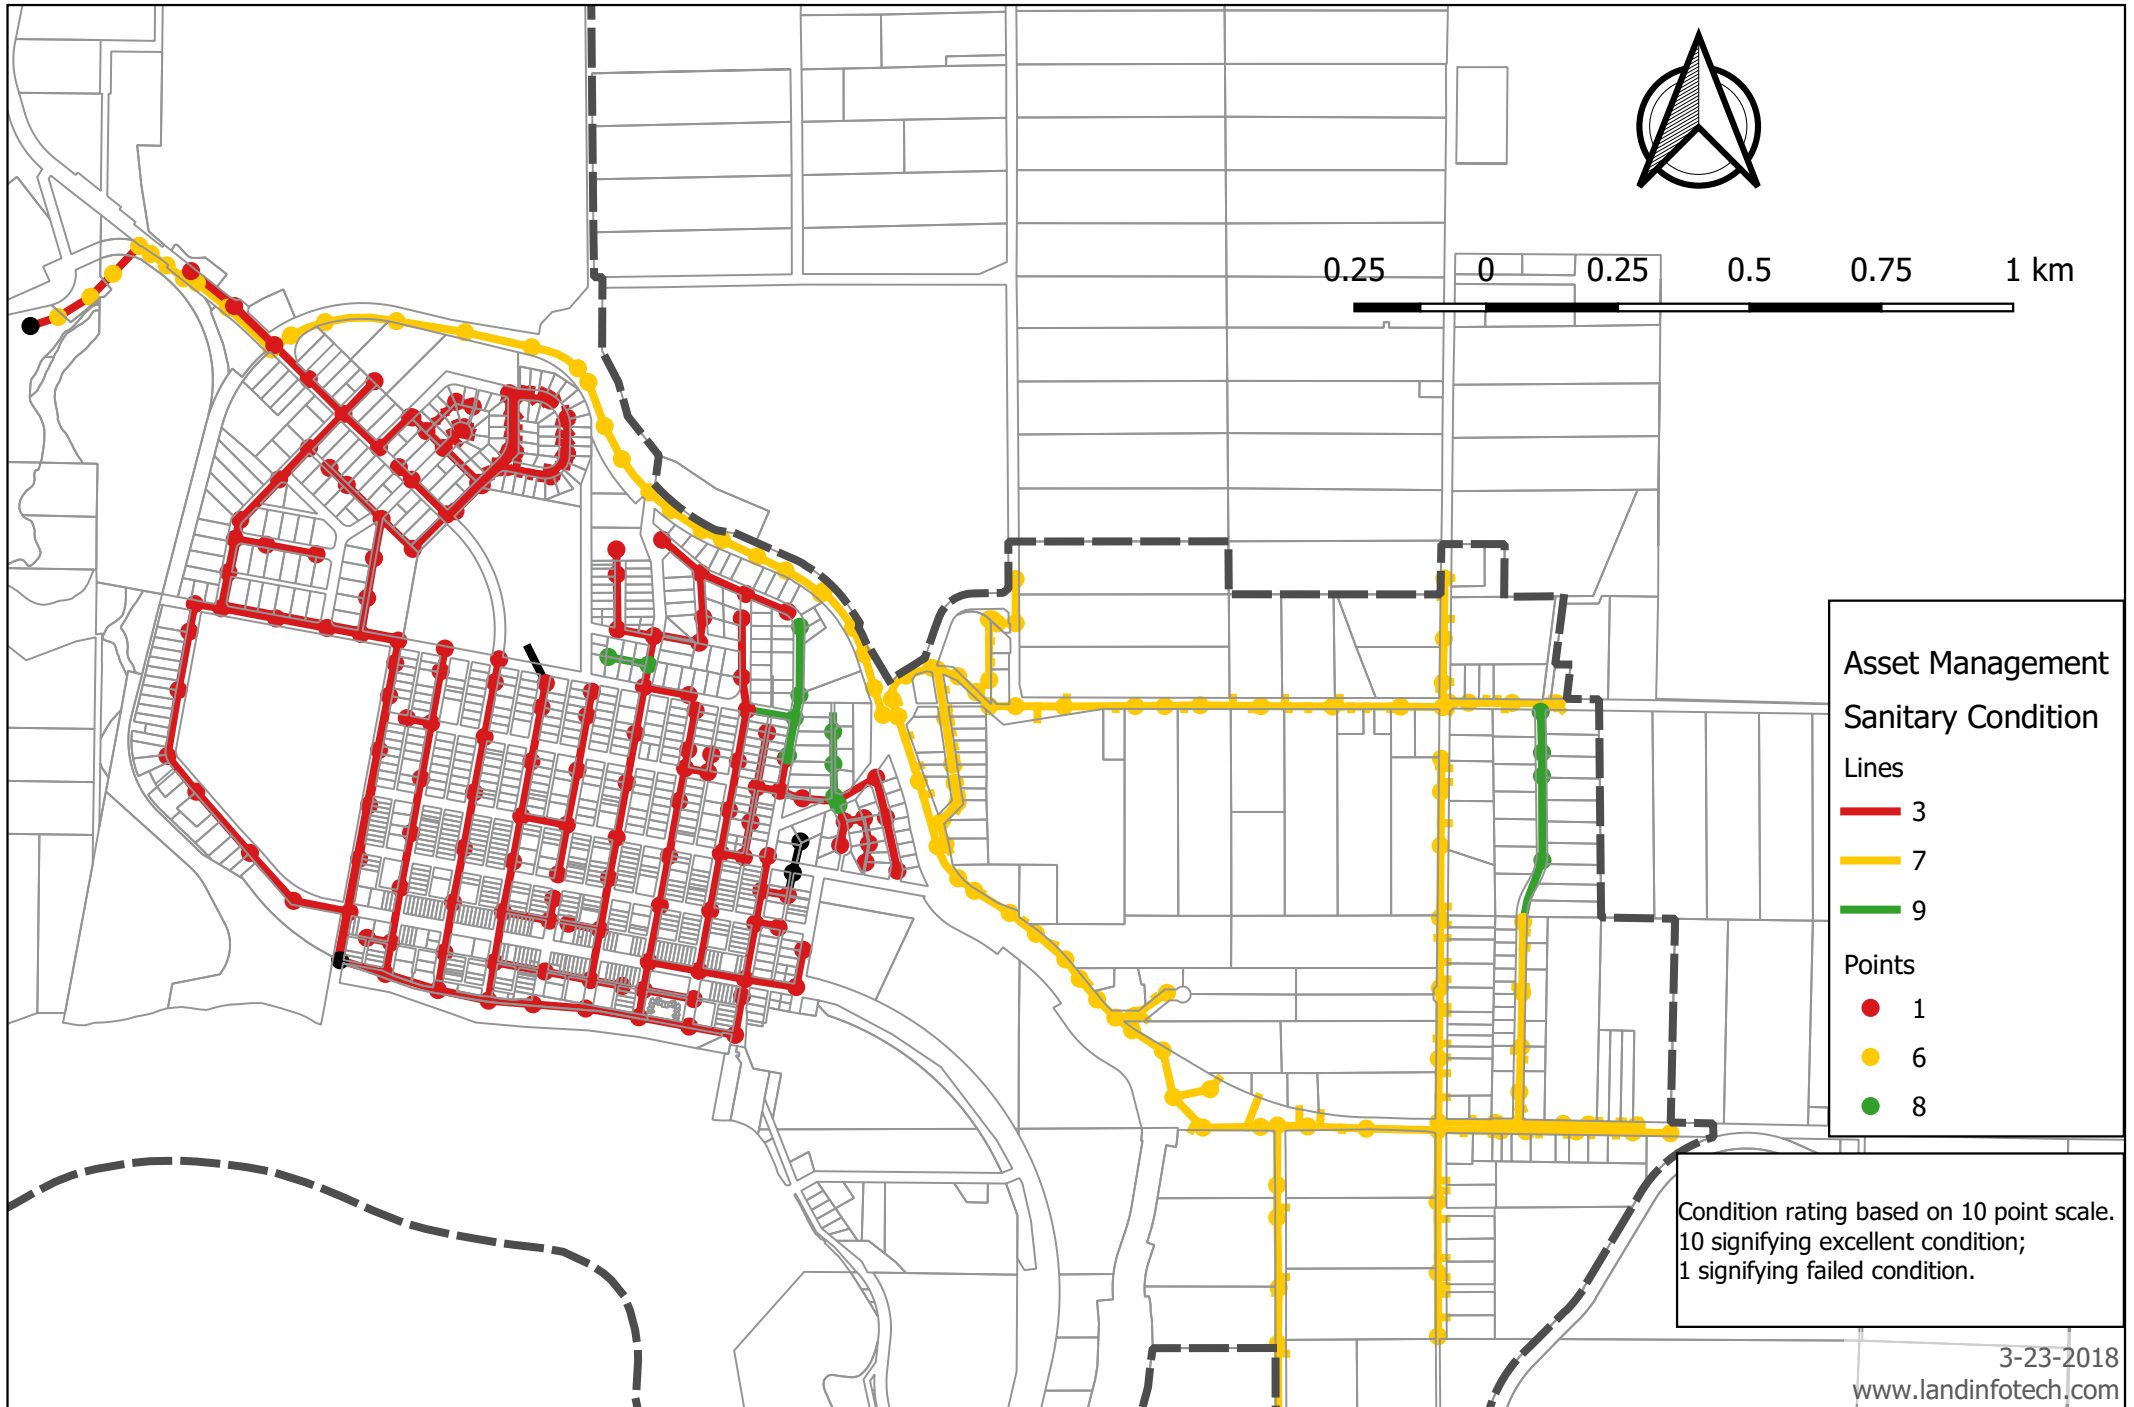 0.25 0 0.25 0.5 0.75 1 km
Asset Management
Sanitary Condition
Lines
3
7
9
Points
1
6
8
Condition rating based on 10 point scale.
10 signifying excellent condition;
1 signifying failed condition.
3-23-2018
www.landinfotech.com